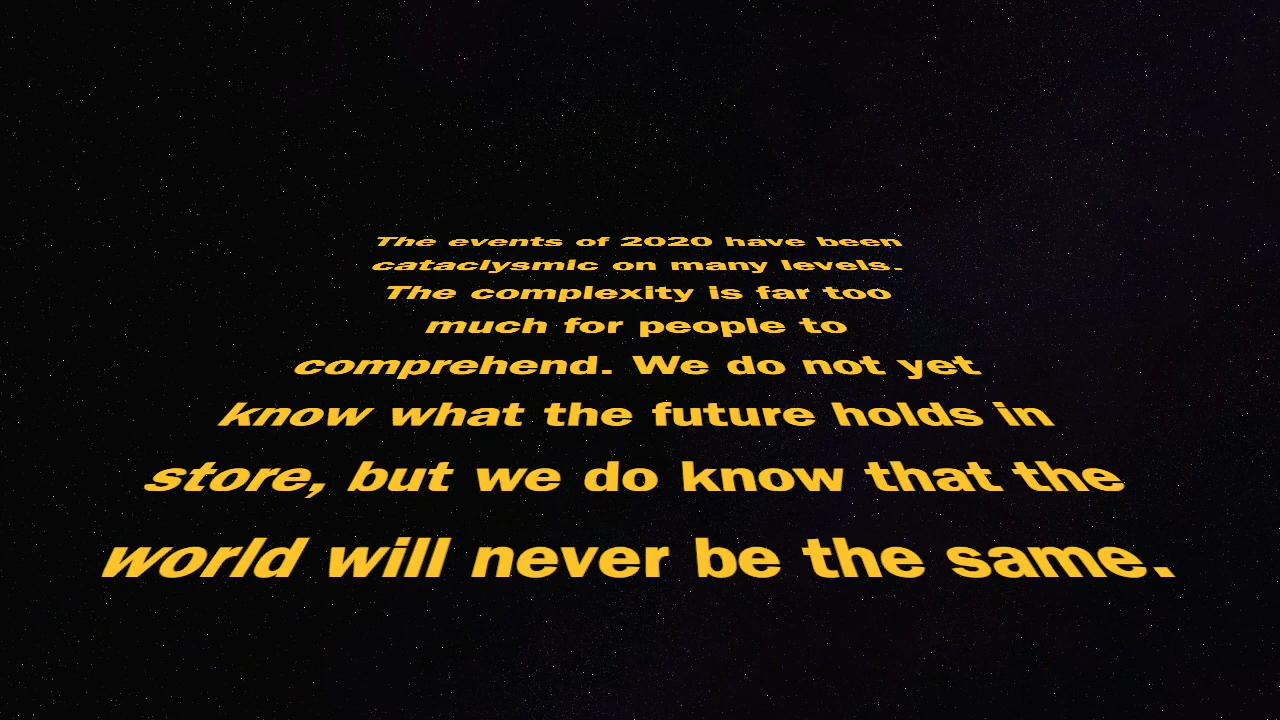 The events of 2020 have been
cataclysmic on many levels.
The complexity is far too
much for people to
comprehend. We do not yet
know what the future holds in
store, but we do know that the
world will never be the same.